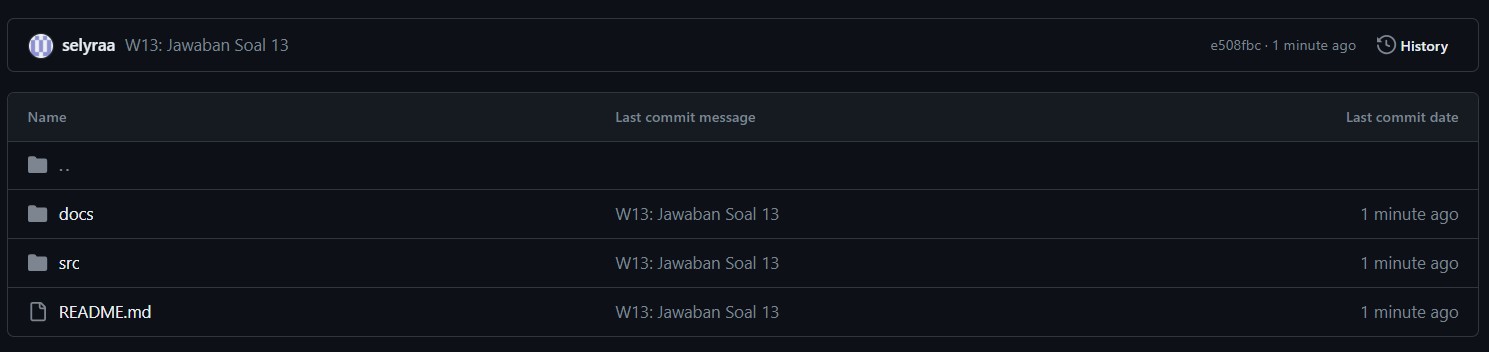 selyraa W13: Jawaban Soal 13 e508fbc · 1 minute ago History
Name Last commit message Last commit date
..
docs W13: Jawaban Soal 13 1 minute ago
src W13: Jawaban Soal 13 1 minute ago
README.md W13: Jawaban Soal 13 1 minute ago